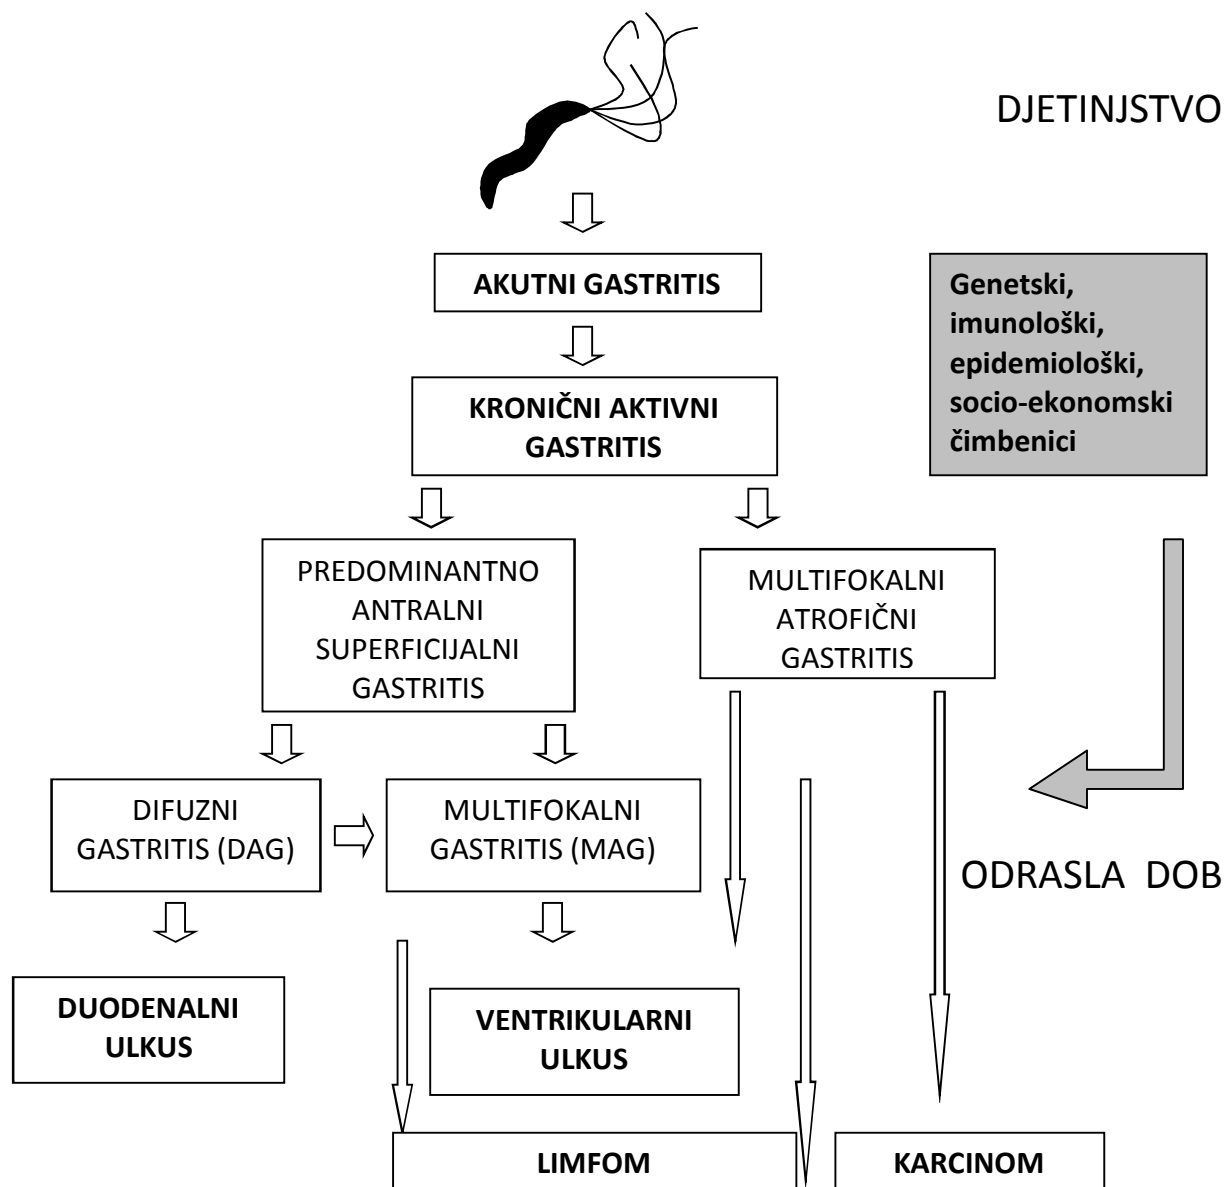 DJETINJSTVO
AKUTNI GASTRITIS
Genetski,
imunološki,
epidemiološki,
socio-ekonomski
čimbenici
KRONIČNI AKTIVNI
GASTRITIS
PREDOMINANTNO
ANTRALNI
SUPERFICIJALNI
GASTRITIS
MULTIFOKALNI
ATROFIČNI
GASTRITIS
DIFUZNI
GASTRITIS (DAG)
MULTIFOKALNI
GASTRITIS (MAG)
ODRASLA DOB
DUODENALNI
ULKUS
VENTRIKULARNI
ULKUS
LIMFOM
KARCINOM